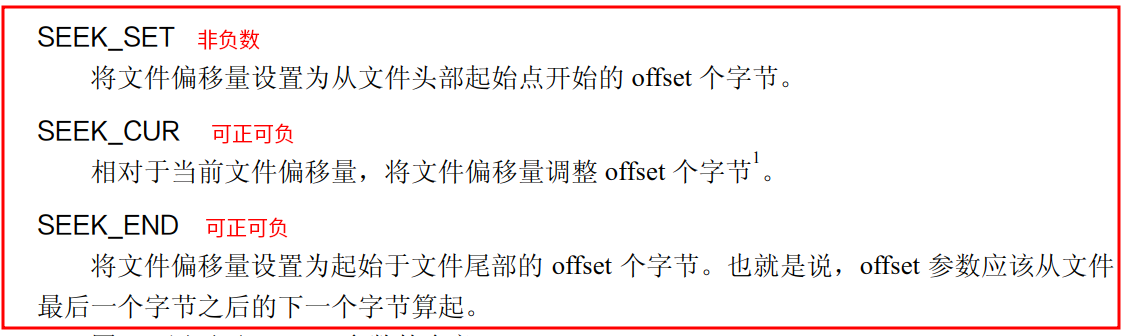 SEEK_SET 非负数
将文件偏移量设置为从文件头部起始点开始的 offset 个字节。
SEEK_CUR 可正可负
相对于当前文件偏移量，将文件偏移量调整 offset 个字节1。
SEEK_END 可正可负
将文件偏移量设置为起始于文件尾部的 offset 个字节。也就是说，offset 参数应该从文件
最后一个字节之后的下一个字节算起。